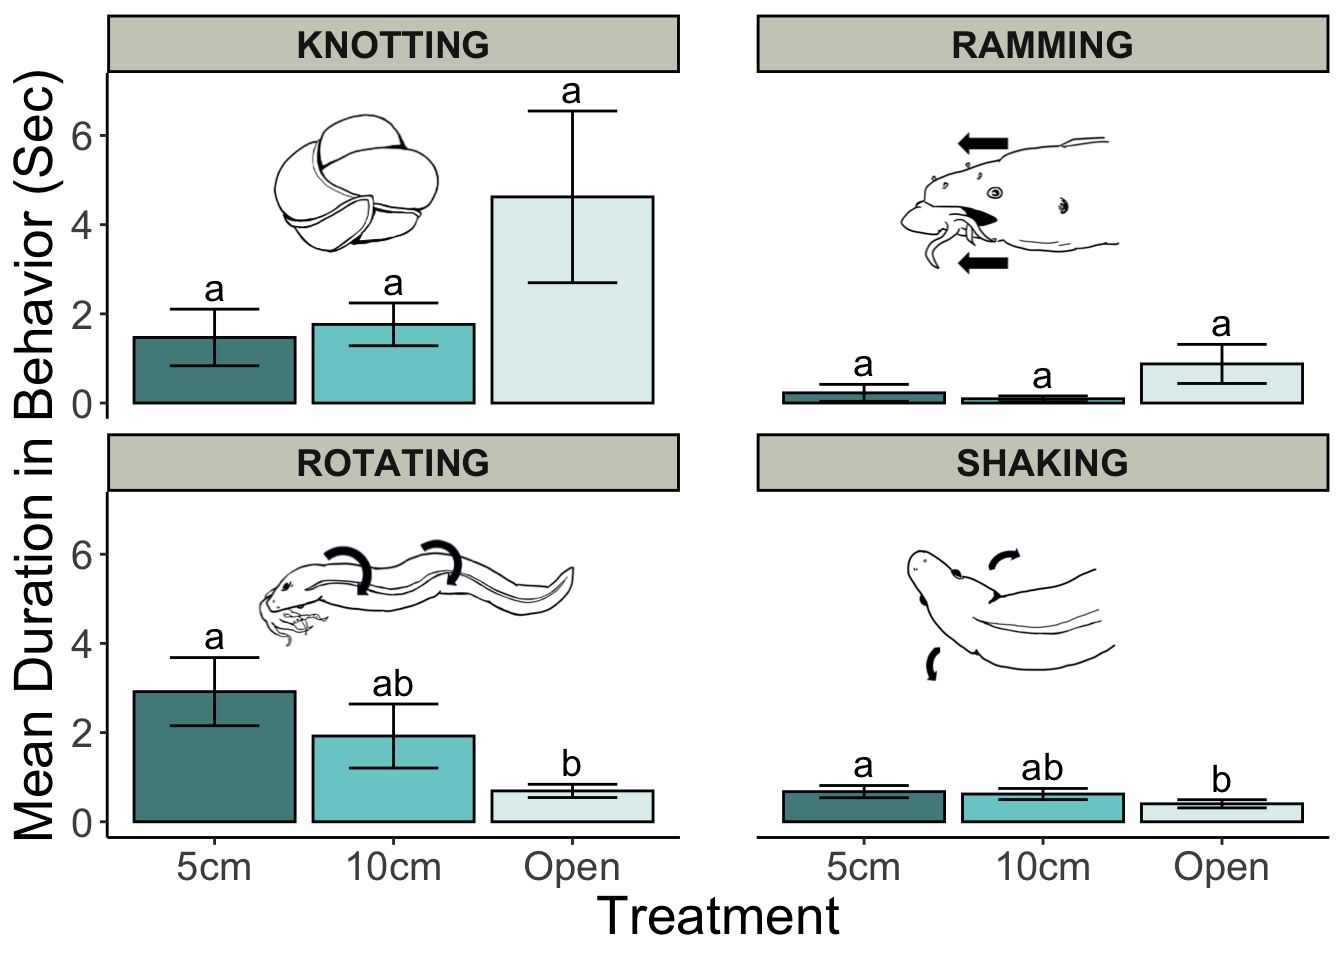 KNOTTING
RAMMING
Mean Duration in Behavior (Sec)
6
4
2
0
a
a
a
a
a
a
ROTATING
SHAKING
6
4
2
0
a
ab
b
a
ab
b
5cm
10cm
Open
5cm
10cm
Open
Treatment